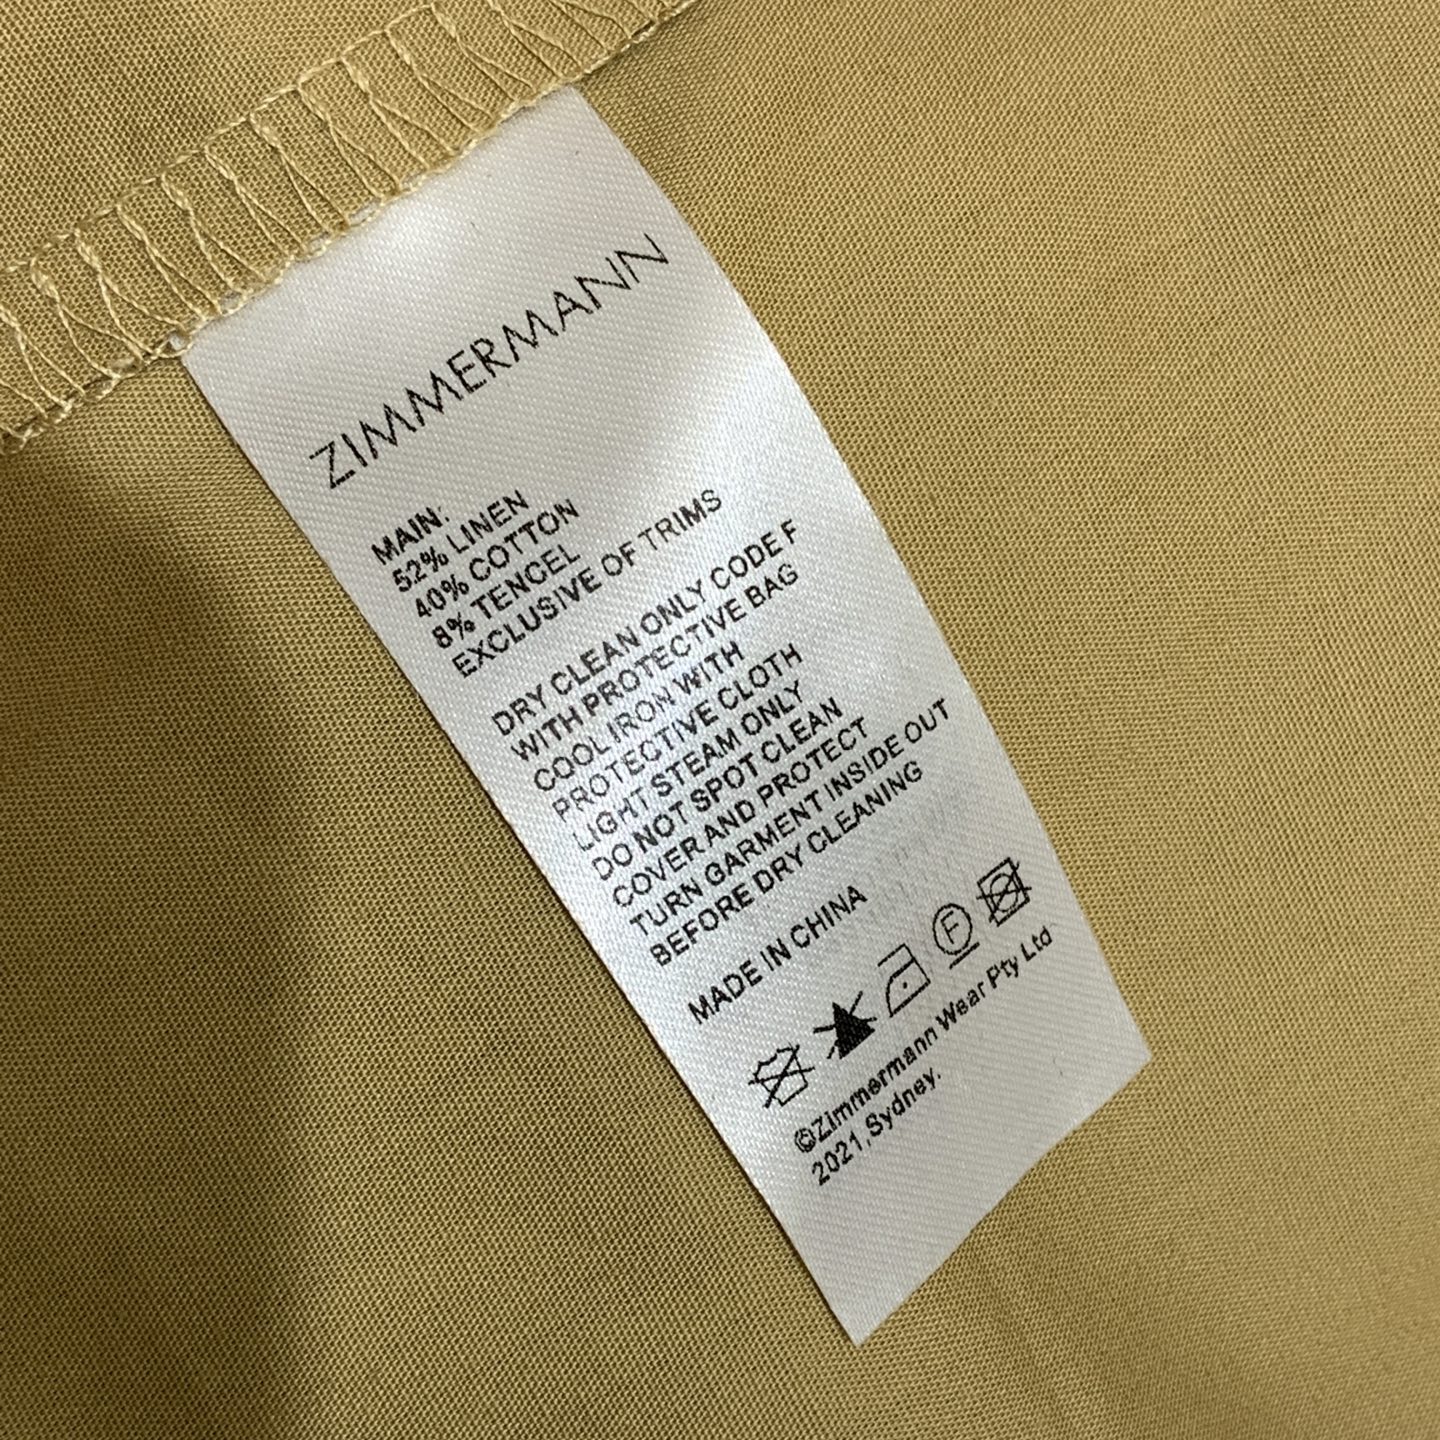 ZIMMERMANN
MAIN:
52% LINEN
40% COTTON
8% TENCEL
EXCLUSIVE OF TRIMS
DRY CLEAN ONLY CODE F
WITH PROTECTIVE BAG
COOL IRON WITH
PROTECTIVE CLOTH
LIGHT STEAM ONLY
DO NOT SPOT CLEAN
COVER AND PROTECT
TURN GARMENT INSIDE OUT
BEFORE DRY CLEANING
MADE IN CHINA
F
©Zimmermann Wear P'ty Ltd
2021,Sydney.